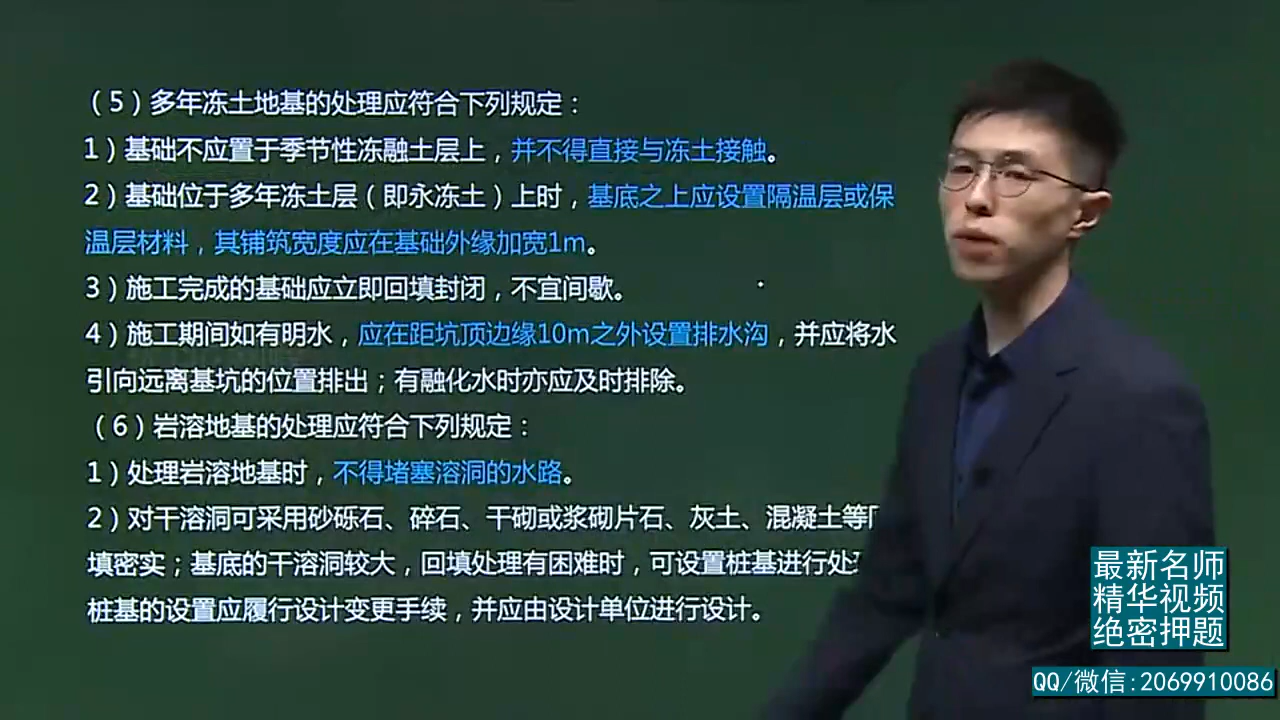 （5）多年冻土地基的处理应符合下列规定：
1）基础不应置于季节性冻融土层上，并不得直接与冻土接触。
2）基础位于多年冻土层（即永冻土）上时，基底之上应设置隔温层或保
温层材料，其铺筑宽度应在基础外缘加宽1m。
3）施工完成的基础应立即回填封闭，不宜间歇。
4）施工期间如有明水，应在距坑顶边缘10m之外设置排水沟，并应将水
引向远离基坑的位置排出；有融化水时亦应及时排除。
（6）岩溶地基的处理应符合下列规定：
1）处理岩溶地基时，不得堵塞溶洞的水路。
2）对干溶洞可采用砂砾石、碎石、干砌或浆砌片石、灰土、混凝土等
填密实；基底的干溶洞较大，回填处理有困难时，可设置桩基进行处
桩基的设置应履行设计变更手续，并应由设计单位进行设计。
最新名师
精华视频
绝密押题
QQ/微信:2069910086